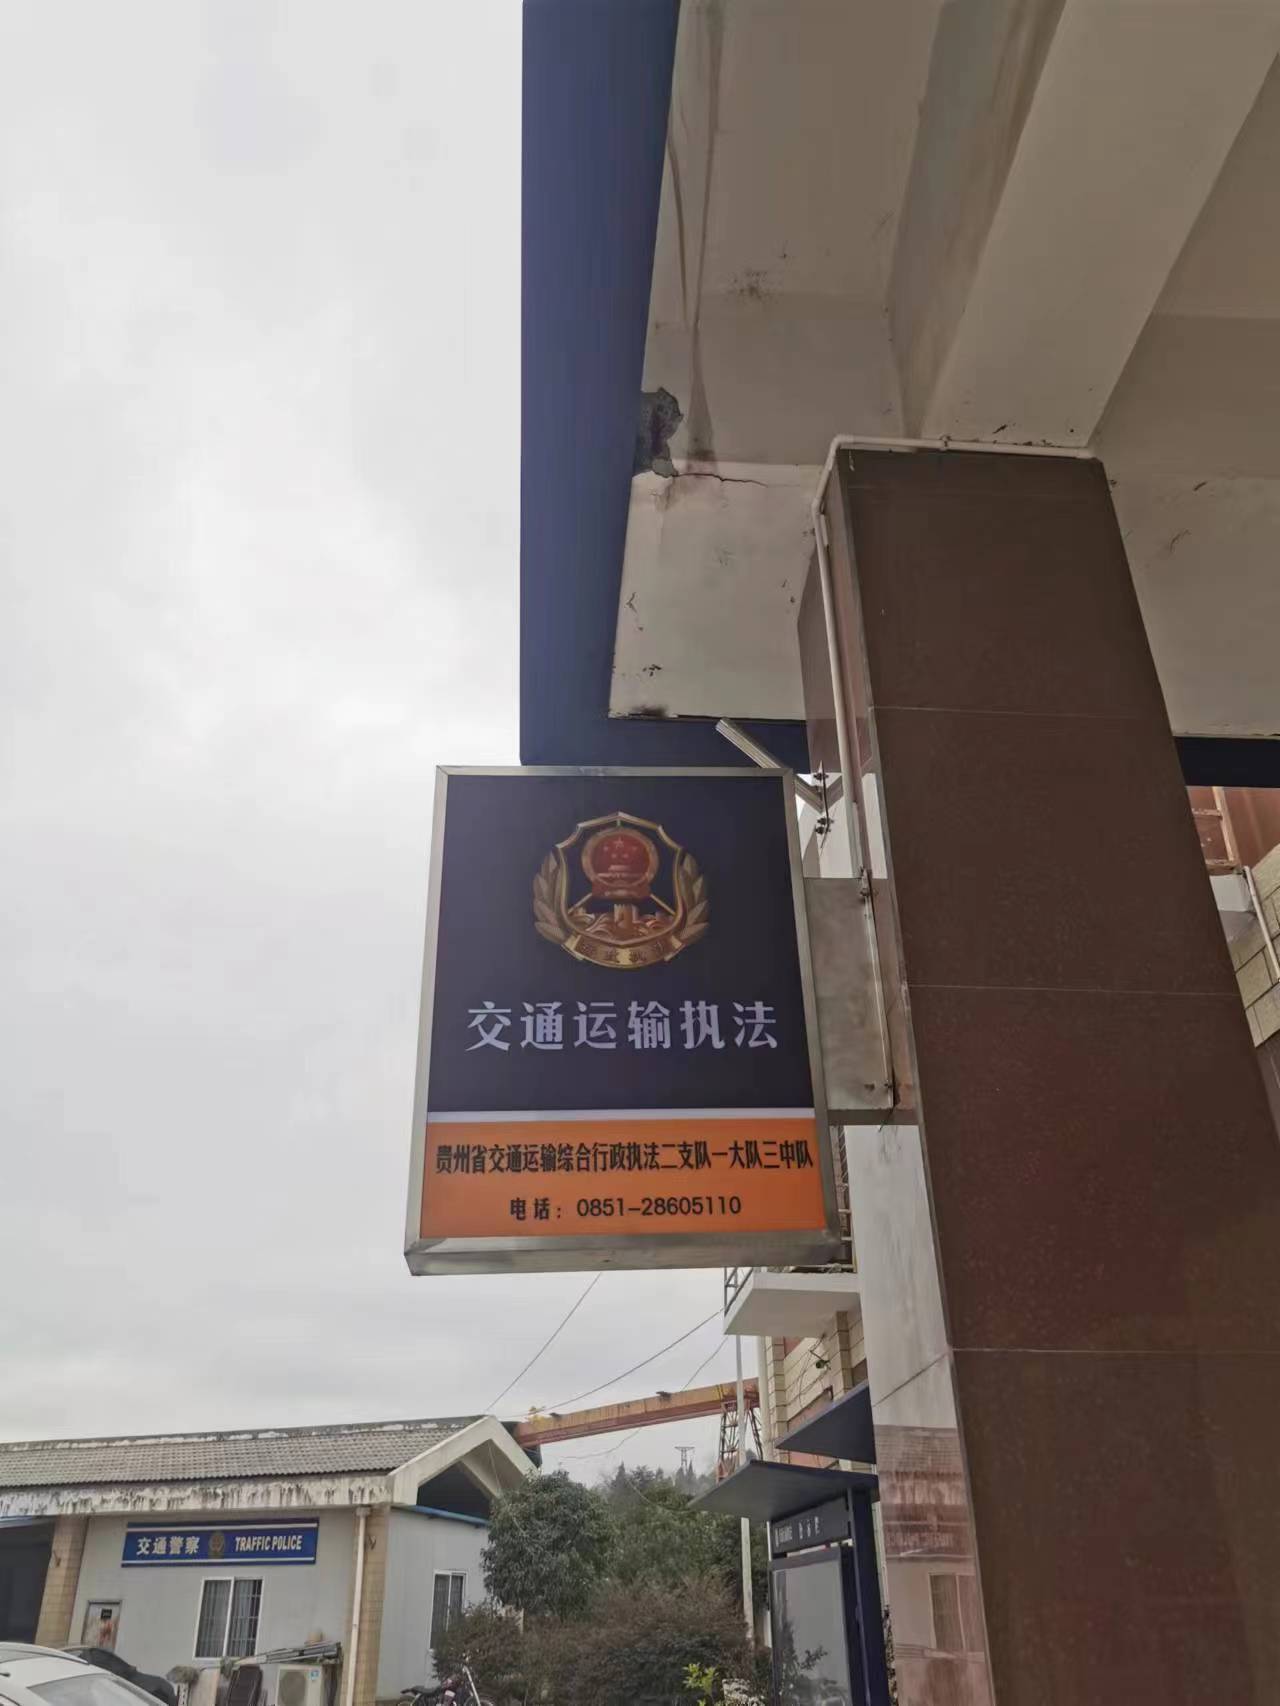 交通运输执法
贵州省交通运输综合行政执法二支队一大队三中队
电话：0851-28605110
交通警察 TRAFFIC POLICE